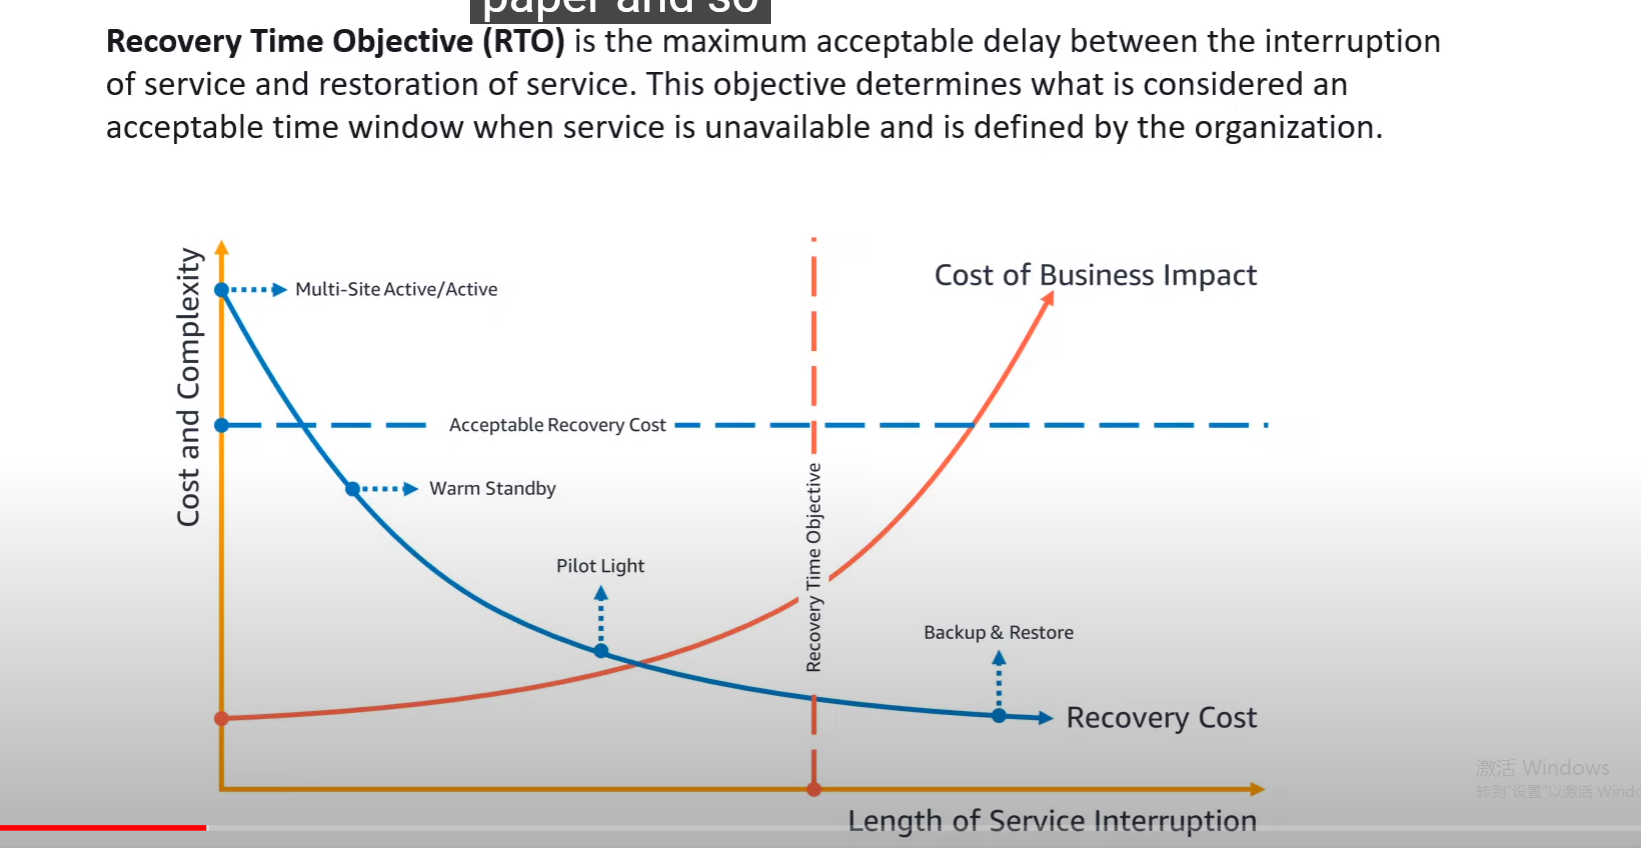 paper and so
Recovery Time Objective (RTO) is the maximum acceptable delay between the interruption
of service and restoration of service. This objective determines what is considered an
acceptable time window when service is unavailable and is defined by the organization.
Cost and Complexity
Multi-Site Active/Active
Cost of Business Impact
Acceptable Recovery Cost
Warm Standby
Recovery Time Objective
Pilot Light
Backup & Restore
Recovery Cost
激活 Windows
转到"设置"以激活 Windo
Length of Service Interruption